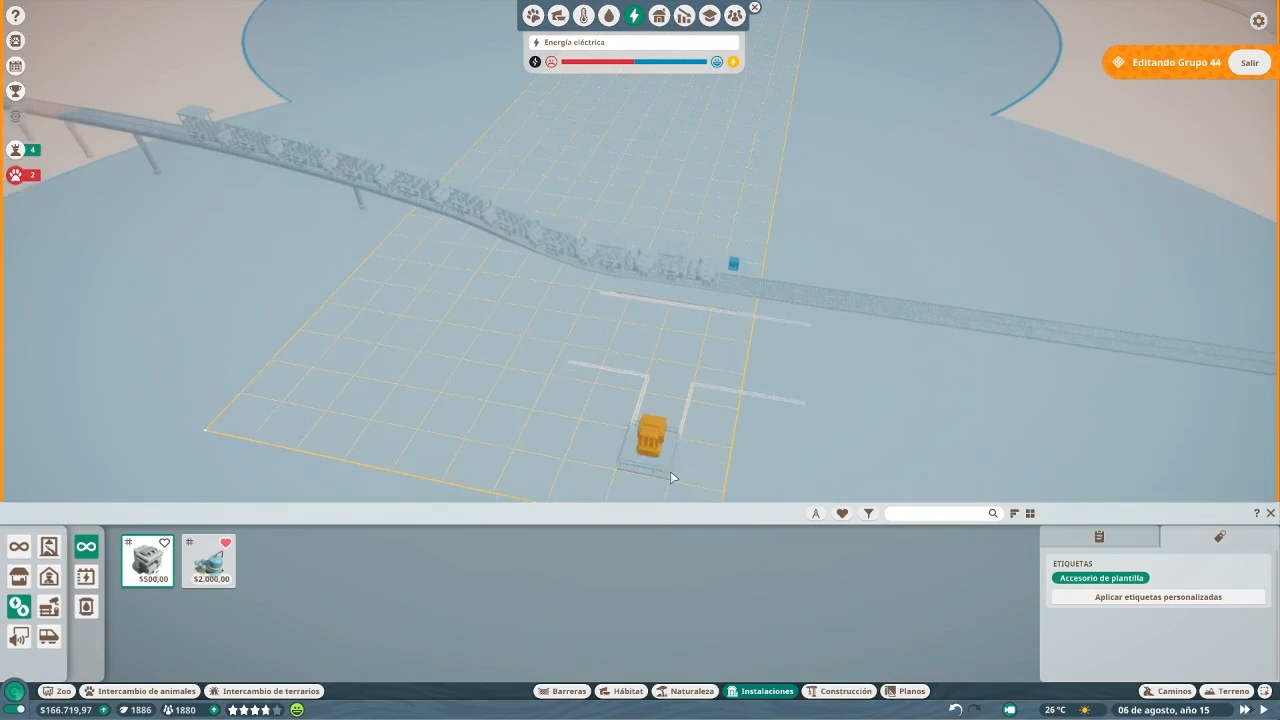 Energía eléctrica
Editando Grupo 44
Salir
4
2
$500,00
$2.000,00
ETIQUETAS
Accesorio de plantilla
Aplicar etiquetas personalizadas
Zoo
Intercambio de animales
Intercambio de terrarios
Barreras
Hábitat
Naturaleza
Instalaciones
Construcción
Planos
Caminos
Terreno
$166.719,97
1886
1880
26 ºC
06 de agosto, año 15